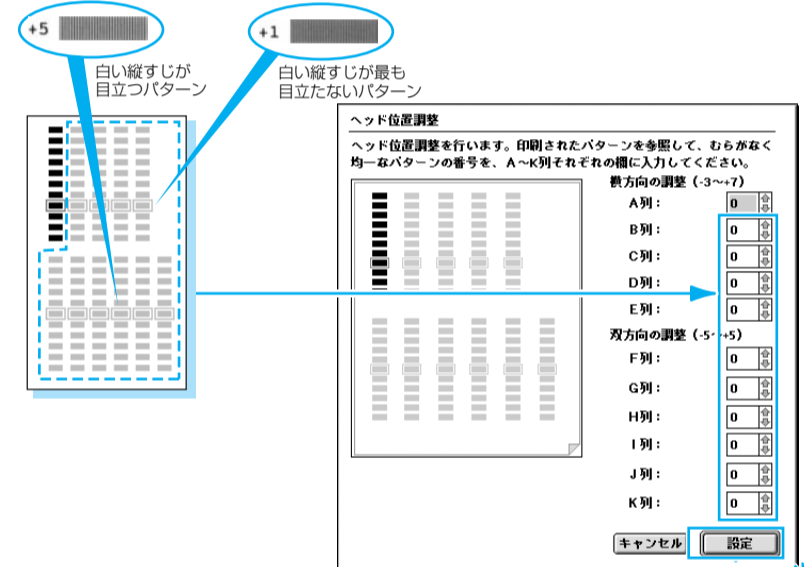 +5
+1
白い縦すじが
目立つパターン
白い縦すじが最も
目立たないパターン
ヘッド位置調整
ヘッド位置調整を行います。印刷されたパターンを参照して、むらがなく
均一なパターンの番号を、A～K列それぞれの欄に入力してください。
横方向の調整（-3～+7）
A列： 0
B列： 0
C列： 0
D列： 0
E列： 0
双方向の調整（-5～+5）
F列： 0
G列： 0
H列： 0
I列： 0
J列： 0
K列： 0
キャンセル 設定